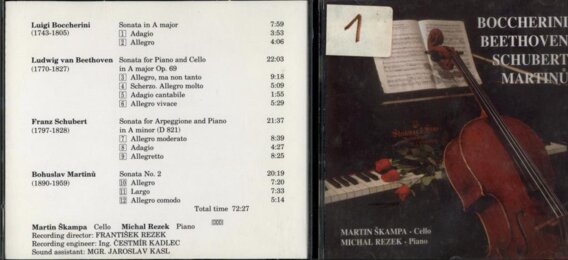 Luigi Boccherini Sonata in A major 7:59
(1743-1805) 1 Adagio 3:53
2 Allegro 4:06
Ludwig van Beethoven Sonata for Piano and Cello 22:03
(1770-1827) in A major Op. 69
3 Allegro, ma non tanto 9:18
4 Scherzo. Allegro molto 5:09
5 Adagio cantabile 1:55
6 Allegro vivace 5:29
Franz Schubert Sonata for Arpeggione and Piano 21:37
(1797-1828) in A minor (D 821)
7 Allegro moderato 8:39
8 Adagio 4:27
9 Allegretto 8:25
Bohuslav Martinů Sonata No. 2 20:19
(1890-1959) 10 Allegro 7:20
11 Largo 7:33
12 Allegro comodo 5:14
Total time 72:27
Martin Škampa Cello Michal Rezek Piano DDD
Recording director: FRANTIŠEK REZEK
Recording engineer: Ing. ČESTMÍR KADLEC
Sound assistant: MGR. JAROSLAV KASL
1
BOCCHERINI
BEETHOVEN
SCHUBERT
MARTINŮ
MARTIN ŠKAMPA - Cello
MICHAL REZEK - Piano